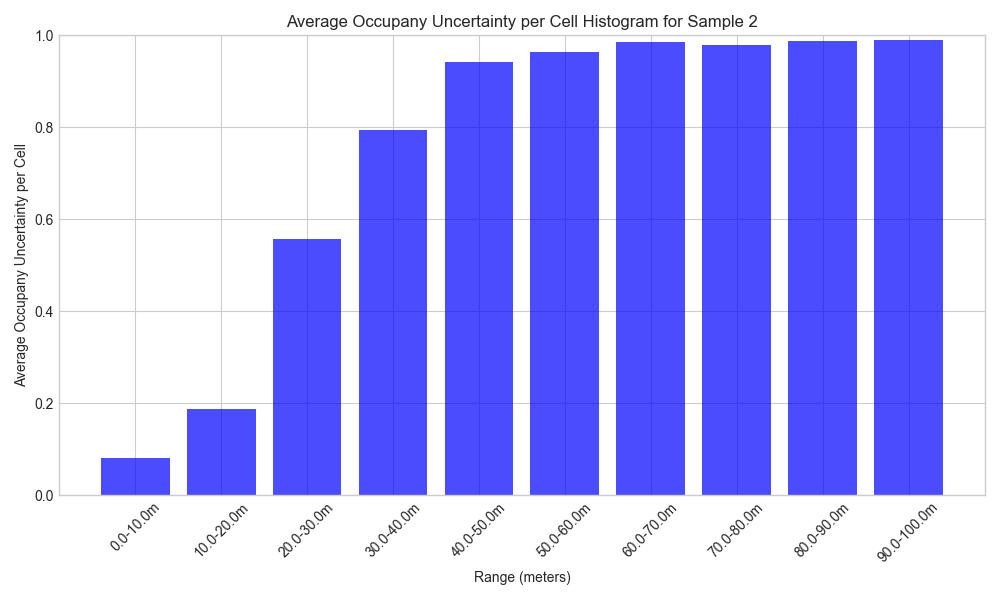 Average Occupany Uncertainty per Cell Histogram for Sample 2
Average Occupany Uncertainty per Cell
1.0
0.8
0.6
0.4
0.2
0.0
0.0-10.0m
10.0-20.0m
20.0-30.0m
30.0-40.0m
40.0-50.0m
50.0-60.0m
60.0-70.0m
70.0-80.0m
80.0-90.0m
90.0-100.0m
Range (meters)